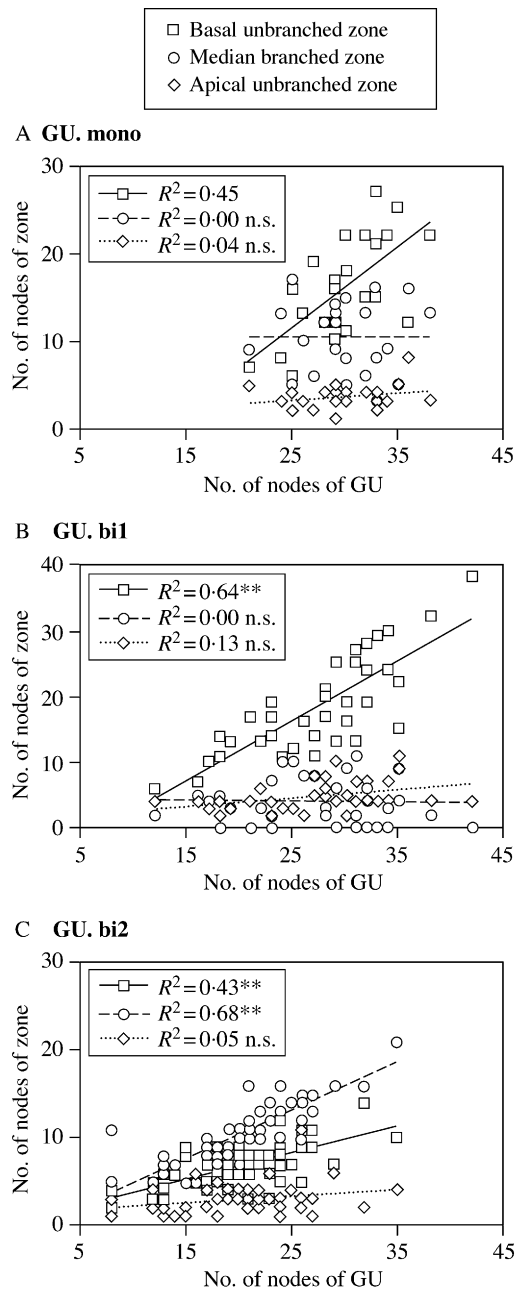 Basal unbranched zone
Median branched zone
Apical unbranched zone
A GU. mono
30
20
10
0
No. of nodes of zone
R²=0·45
R²=0·00 n.s.
R²=0·04 n.s.
5 15 25 35 45
No. of nodes of GU
B GU. bi1
40
30
20
10
0
No. of nodes of zone
R²=0·64**
R²=0·00 n.s.
R²=0·13 n.s.
5 15 25 35 45
No. of nodes of GU
C GU. bi2
30
20
10
0
No. of nodes of zone
R²=0·43**
R²=0·68**
R²=0·05 n.s.
5 15 25 35 45
No. of nodes of GU